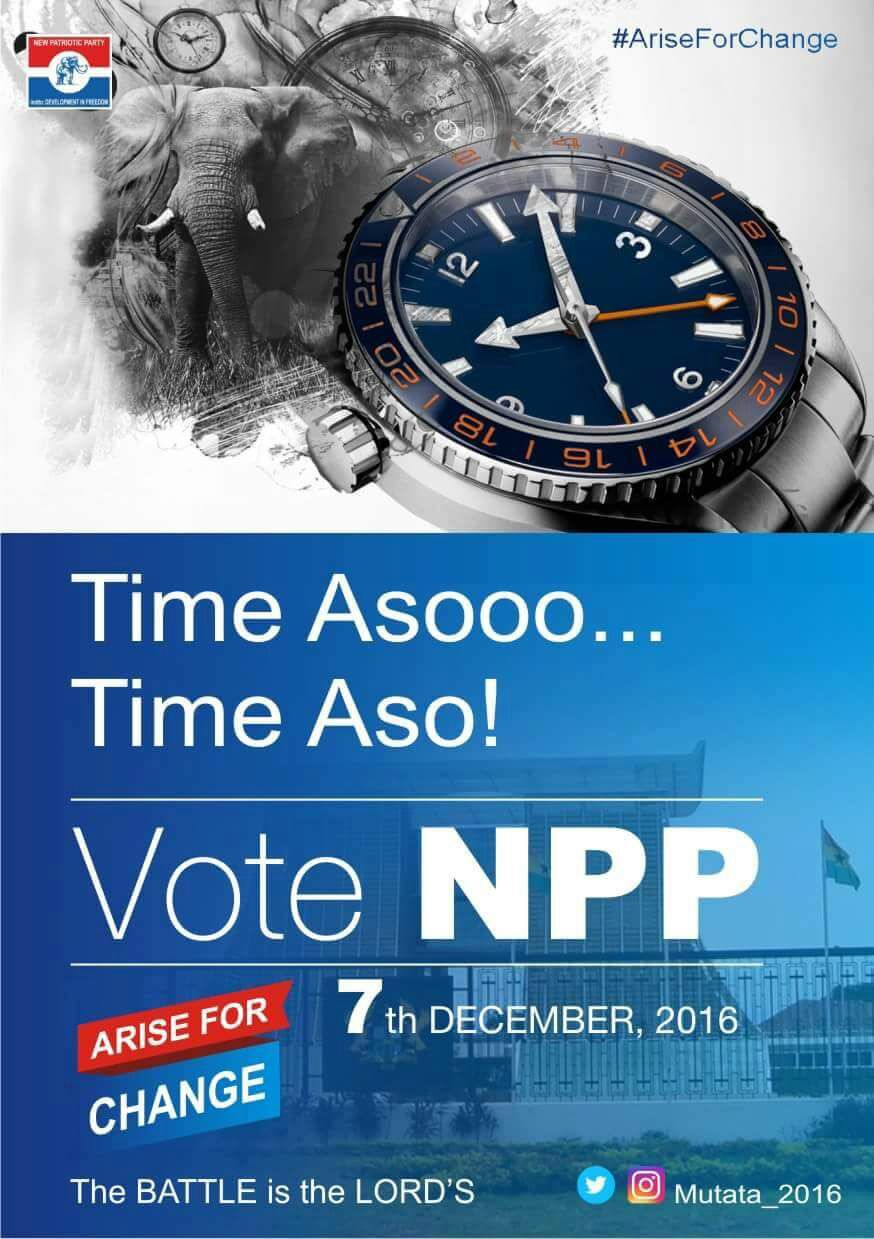 #AriseForChange
NEW PATRIOTIC PARTY
motto: DEVELOPMENT IN FREEDOM
2 4 6 8 10 12 14 16 18 20 22
12 3 6 9
Time Asooo...
Time Aso!
Vote NPP
7th DECEMBER, 2016
ARISE FOR
CHANGE
The BATTLE is the LORD'S
Mutata_2016